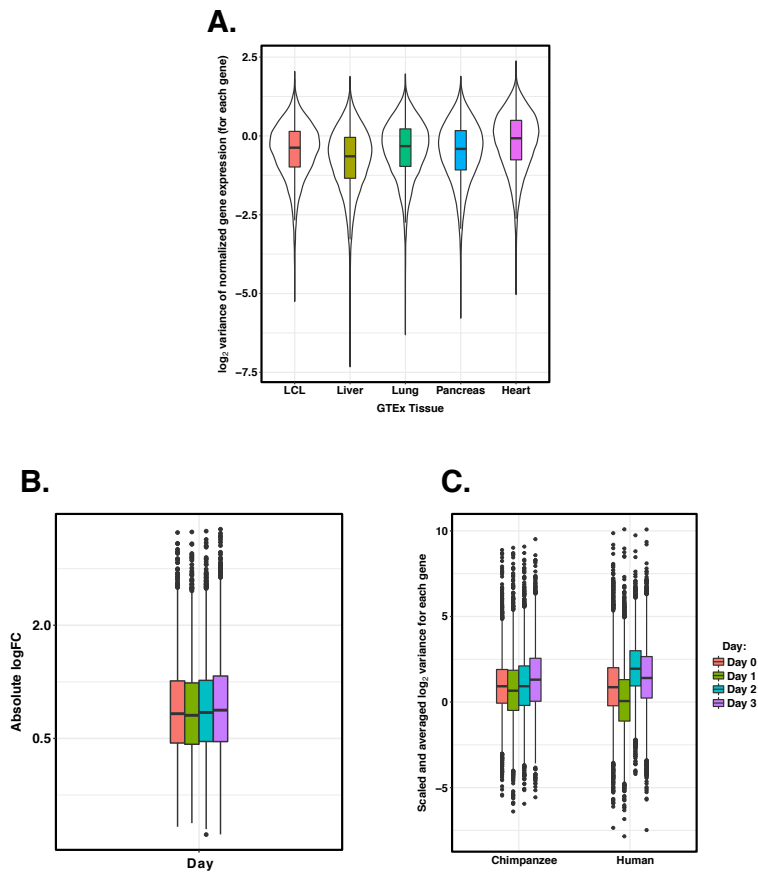 A.
log₂ variance of normalized gene expression (for each gene)
2.5
0.0
−2.5
−5.0
−7.5
LCL Liver Lung Pancreas Heart
GTEx Tissue
B.
Absolute logFC
2.0
0.5
Day
C.
Scaled and averaged log₂ variance for each gene
10
5
0
−5
Chimpanzee Human
Day:
Day 0
Day 1
Day 2
Day 3